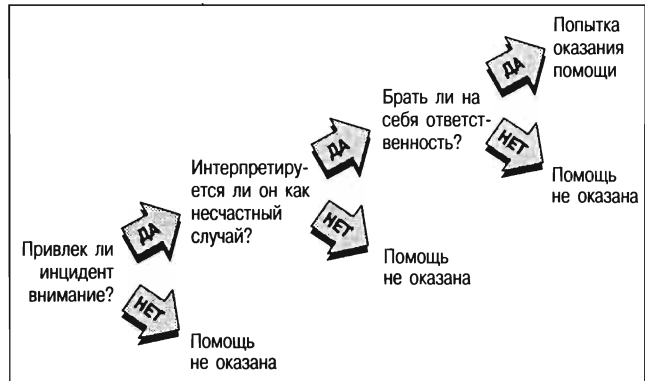 Привлек ли
инцидент
внимание?
ДА
НЕТ
Помощь
не оказана
Интерпретиру-
ется ли он как
несчастный
случай?
ДА
НЕТ
Помощь
не оказана
Брать ли на
себя ответст-
венность?
ДА
НЕТ
Помощь
не оказана
Попытка
оказания
помощи